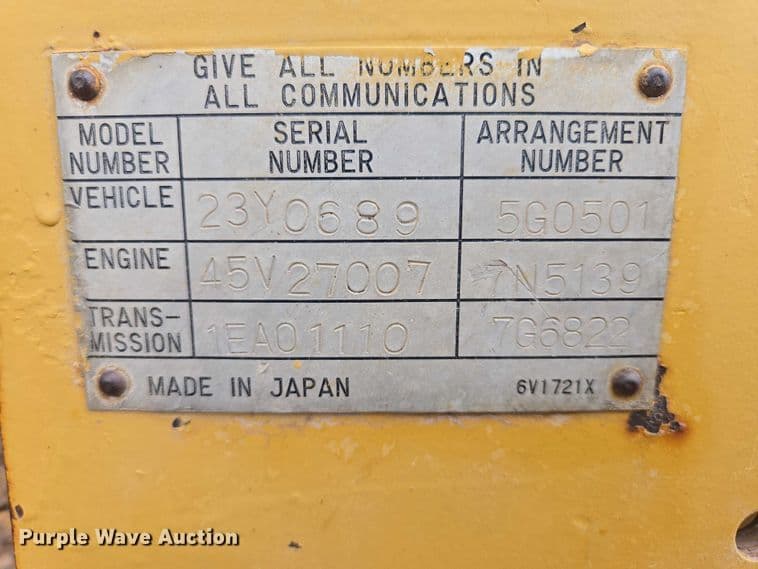 GIVE ALL NUMBERS IN
ALL COMMUNICATIONS
MODEL NUMBER SERIAL NUMBER ARRANGEMENT NUMBER
VEHICLE 23Y0689 5G0501
ENGINE 45V27007 7N5139
TRANS-MISSION 1EA01110 7G6822
MADE IN JAPAN 6V1721X
Purple Wave Auction